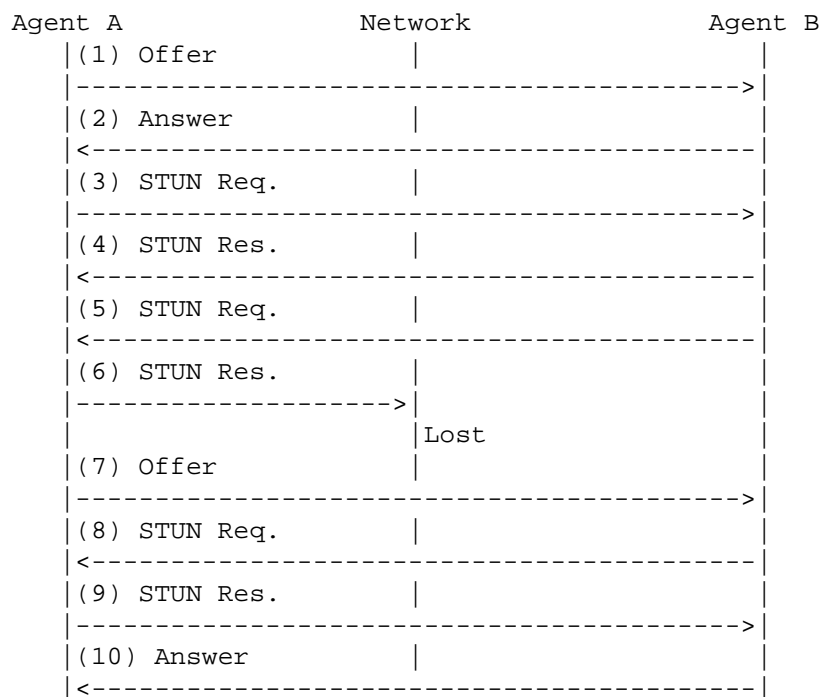 Agent A Network Agent B
(1) Offer
(2) Answer
(3) STUN Req.
(4) STUN Res.
(5) STUN Req.
(6) STUN Res.
Lost
(7) Offer
(8) STUN Req.
(9) STUN Res.
(10) Answer